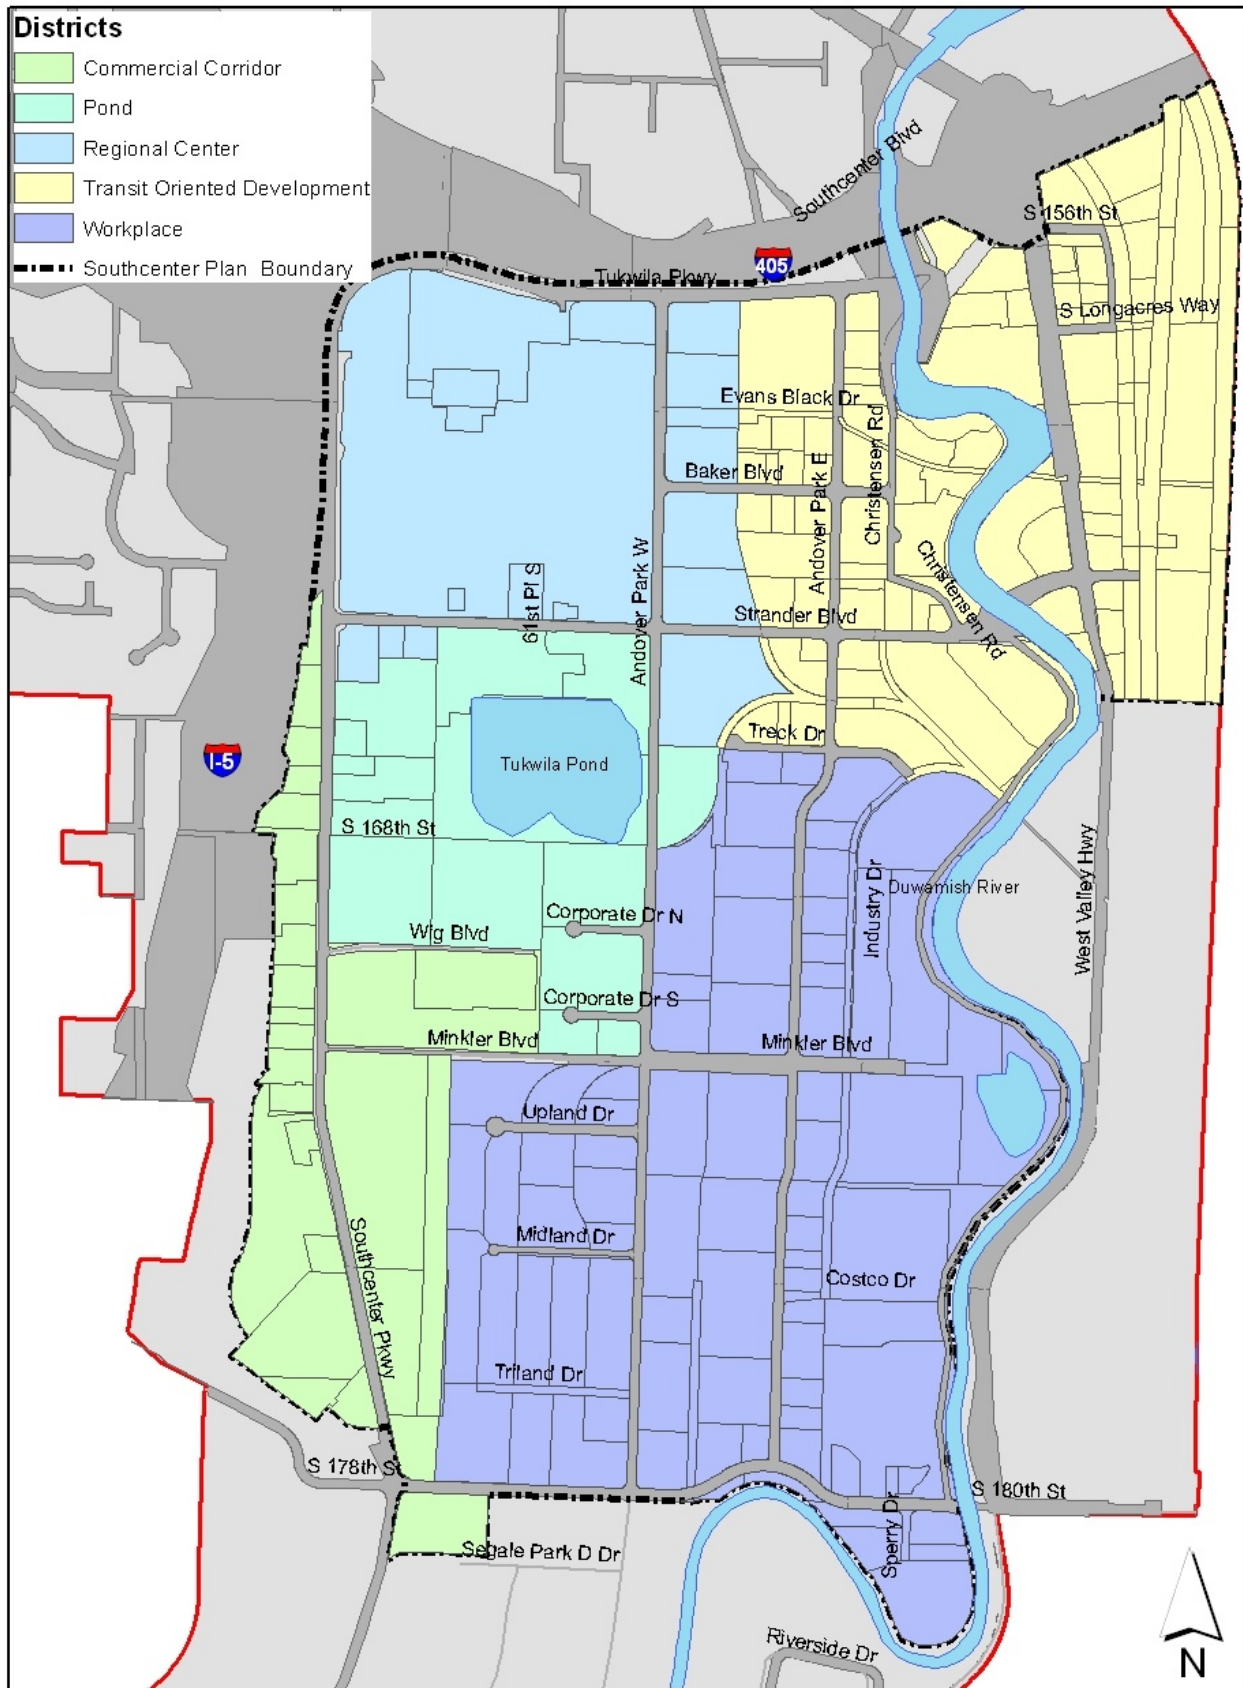 Districts
Commercial Corridor
Pond
Regional Center
Transit Oriented Development
Workplace
Southcenter Plan Boundary
Southcenter Blvd
S 156th St
405
Tukwila Pkwy
S Longacres Way
Evans Black Dr
Christensen Rd
Baker Blvd
Andover Park E
Andover Park W
61st Pl S
Christensen Rd
Strander Blvd
Treck Dr
I-5
Tukwila Pond
S 168th St
West Valley Hwy
Industry Dr
Duwamish River
Corporate Dr N
Wig Blvd
Corporate Dr S
Minkler Blvd
Minkler Blvd
Upland Dr
Midland Dr
Southcenter Pkwy
Costco Dr
Triland Dr
S 178th St
S 180th St
Sperry Dr
Segale Park D Dr
Riverside Dr
N